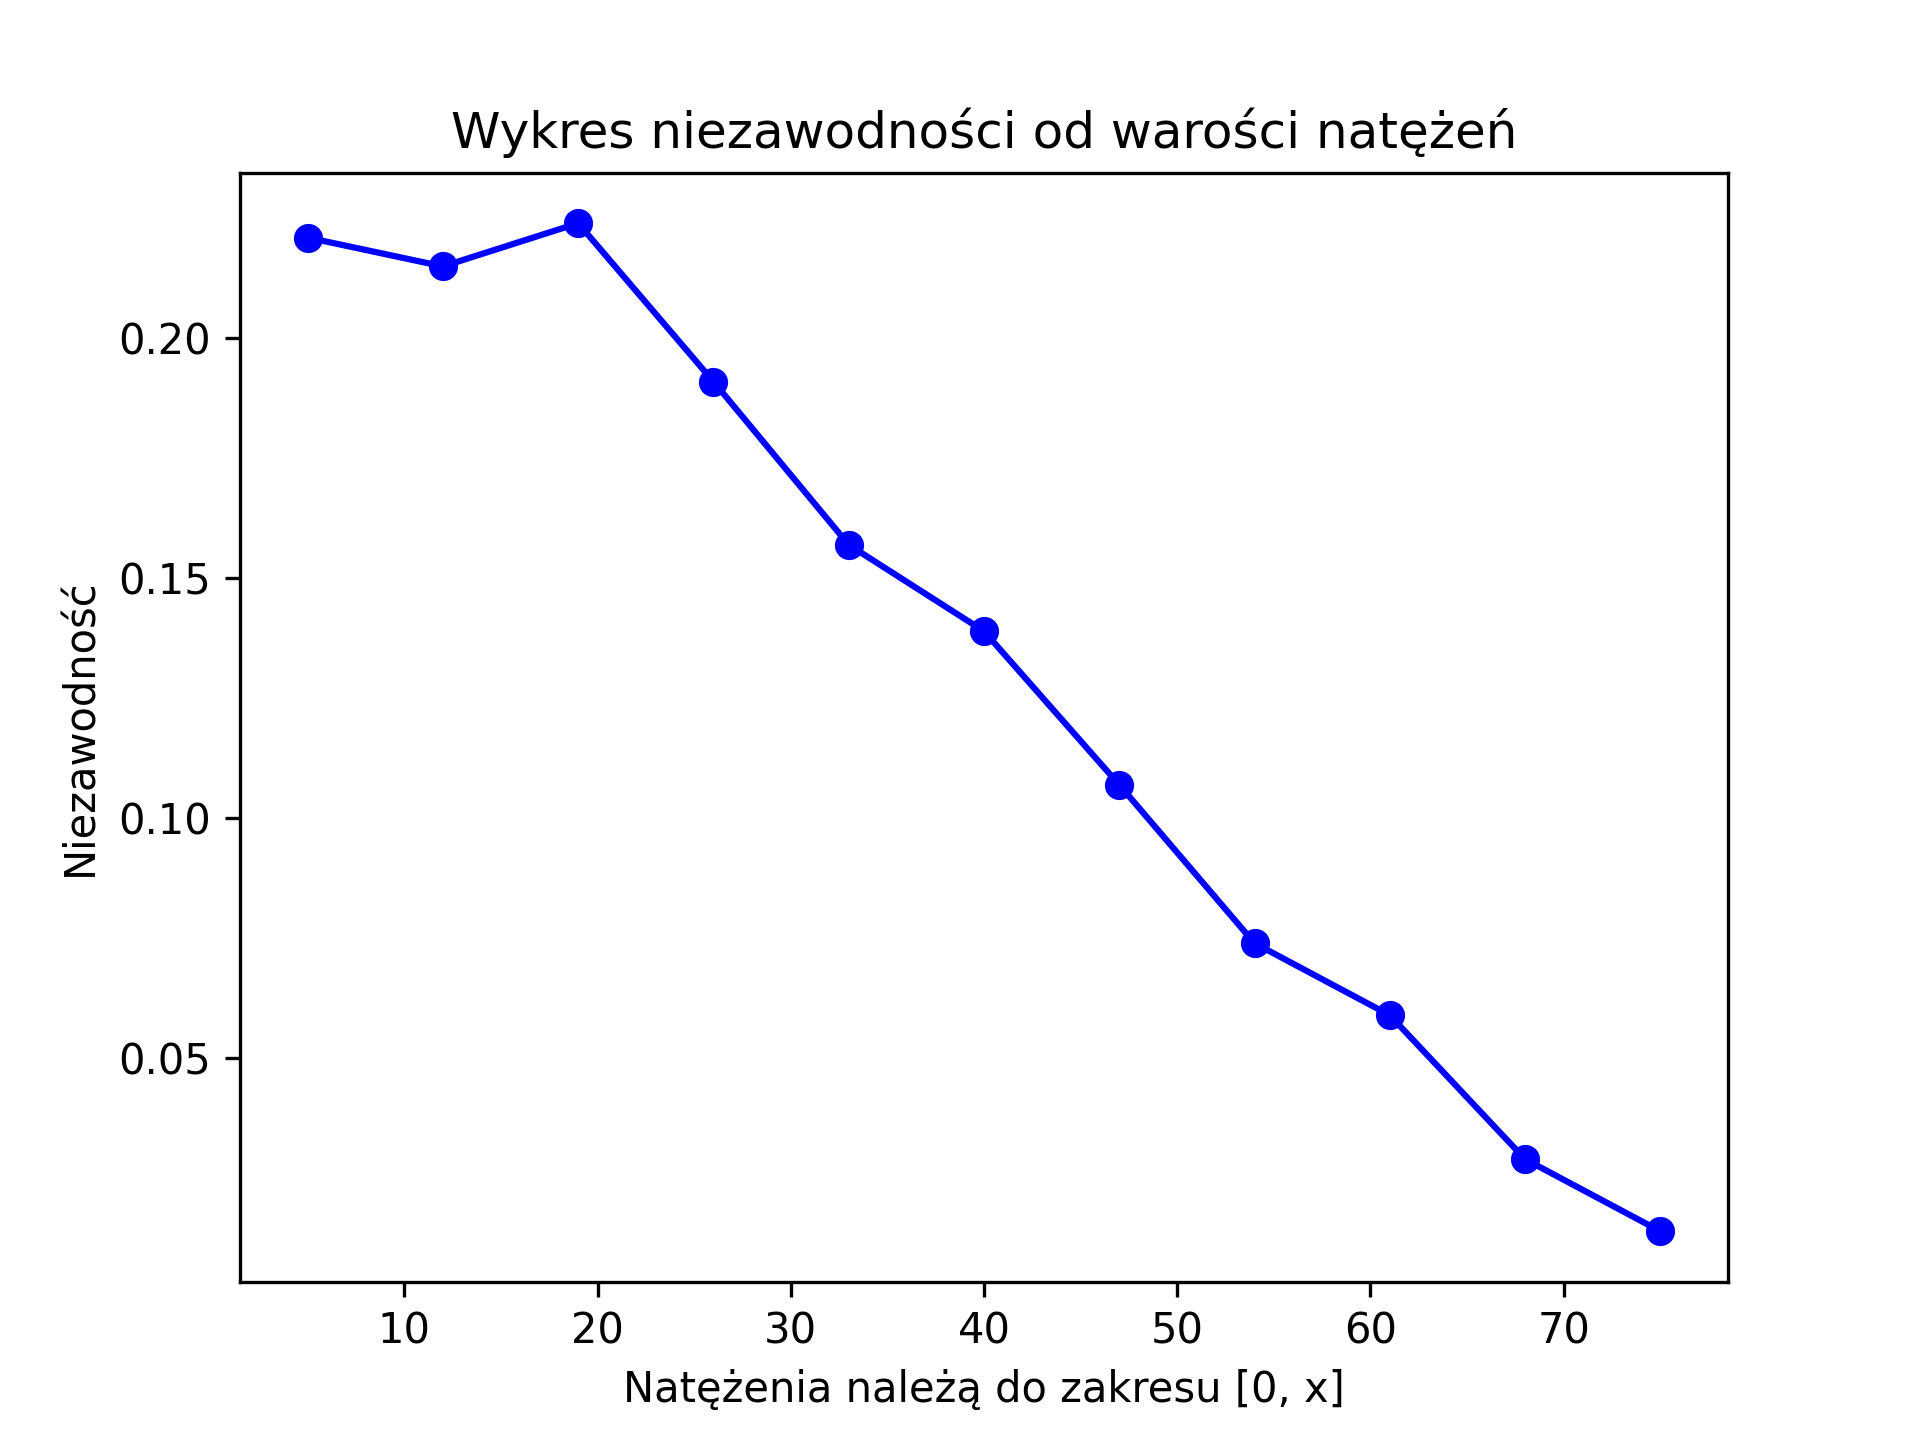 Wykres niezawodności od warości natężeń
0.20
0.15
0.10
0.05
Niezawodność
10 20 30 40 50 60 70
Natężenia należą do zakresu [0, x]